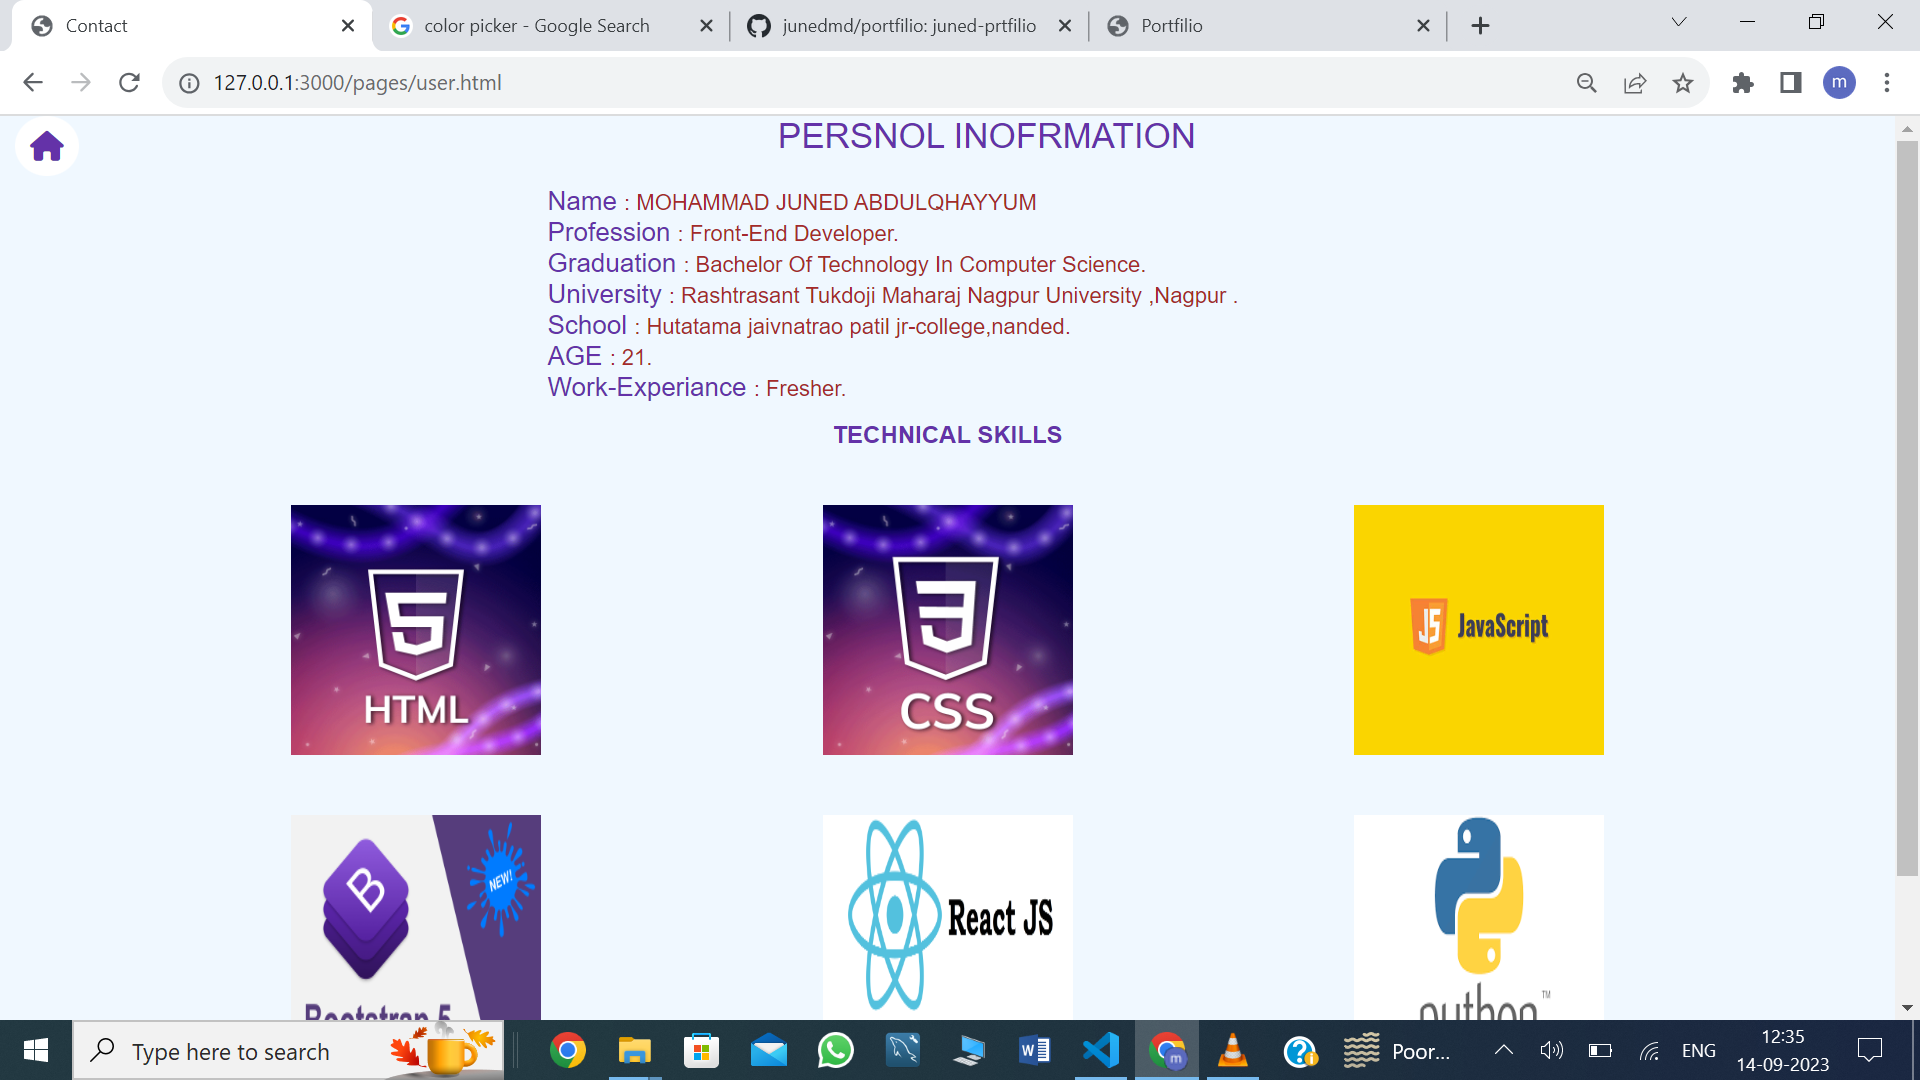 Contact
color picker - Google Search
junedmd/portfilio: juned-prtfilio
Portfilio
127.0.0.1:3000/pages/user.html
m
PERSNOL INOFRMATION
Name : MOHAMMAD JUNED ABDULQHAYYUM
Profession : Front-End Developer.
Graduation : Bachelor Of Technology In Computer Science.
University : Rashtrasant Tukdoji Maharaj Nagpur University ,Nagpur .
School : Hutatama jaivnatrao patil jr-college,nanded.
AGE : 21.
Work-Experiance : Fresher.
TECHNICAL SKILLS
HTML
CSS
JS JavaScript
B
NEW!
Bootstrap 5
React JS
python
TM
Type here to search
m
Poor...
ENG
12:35
14-09-2023